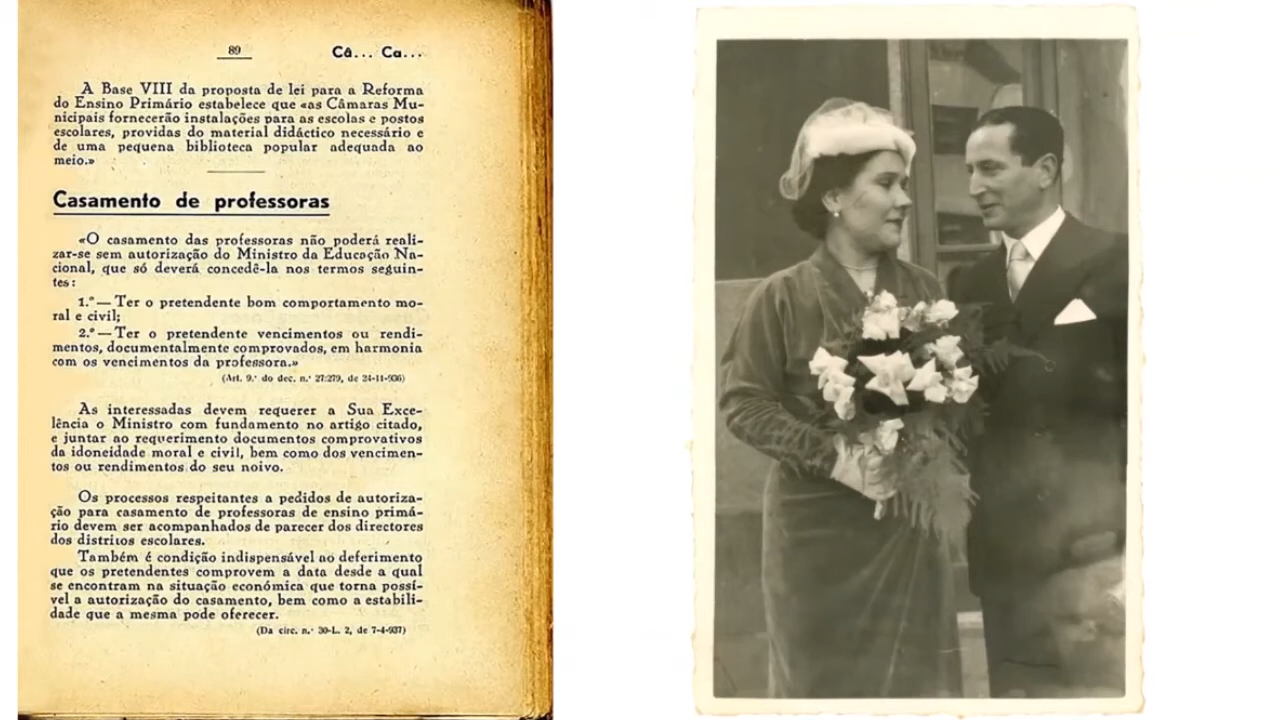 89
Câ... Ca...
A Base VIII da proposta de lei para a Reforma
do Ensino Primário estabelece que «as Câmaras Mu-
nicipais fornecerão instalações para as escolas e postos
escolares, providas do material didáctico necessário e
de uma pequena biblioteca popular adequada ao
meio.»
Casamento de professoras
«O casamento das professoras não poderá reali-
zar-se sem autorização do Ministro da Educação Na-
cional, que só deverá concedê-la nos termos seguin-
tes:
1.º — Ter o pretendente bom comportamento mo-
ral e civil;
2.º — Ter o pretendente vencimentos ou rendi-
mentos, documentalmente comprovados, em harmonia
com os vencimentos da professora.»
(Art. 9.º do dec. n.º 27:279, de 24-11-936)
As interessadas devem requerer a Sua Exce-
lência o Ministro com fundamento no artigo citado,
e juntar ao requerimento documentos comprovativos
da idoneidade moral e civil, bem como dos vencimen-
tos ou rendimentos do seu noivo.
Os processos respeitantes a pedidos de autoriza-
ção para casamento de professoras de ensino primá-
rio devem ser acompanhados de parecer dos directores
dos distritos escolares.
Também é condição indispensável ao deferimento
que os pretendentes comprovem a data desde a qual
se encontram na situação económica que torna possí-
vel a autorização do casamento, bem como a estabili-
dade que a mesma pode oferecer.
(Da circ. n.º 30-L. 2, de 7-4-937)